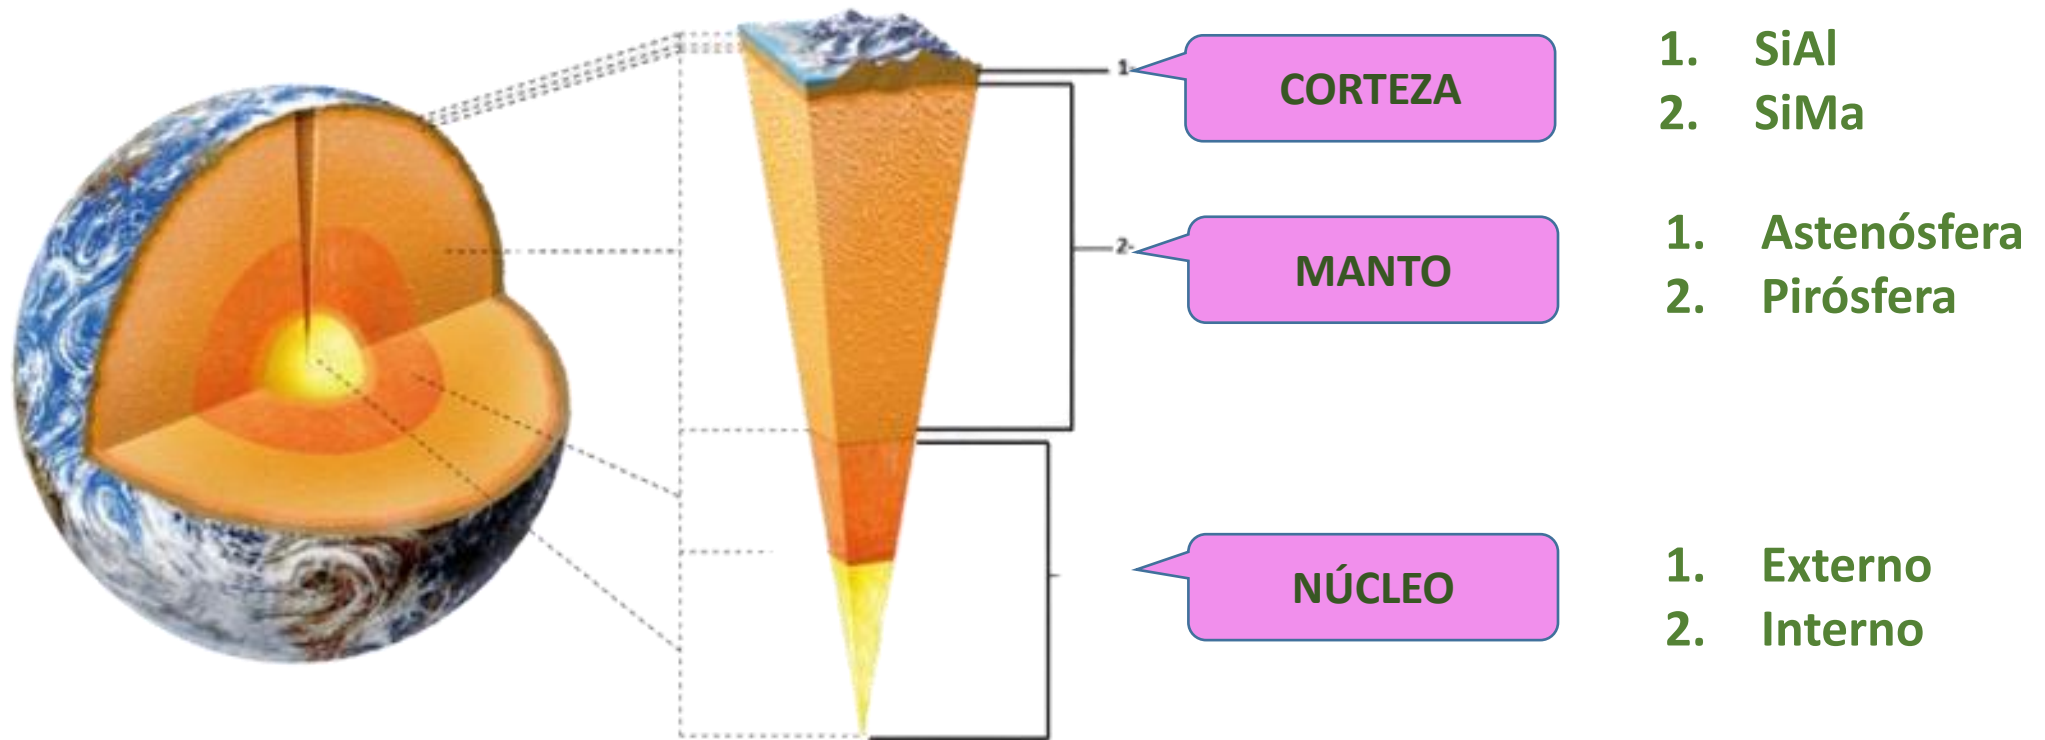 1-
CORTEZA
1. SiAl
2. SiMa
2-
MANTO
1. Astenósfera
2. Pirósfera
NÚCLEO
1. Externo
2. Interno